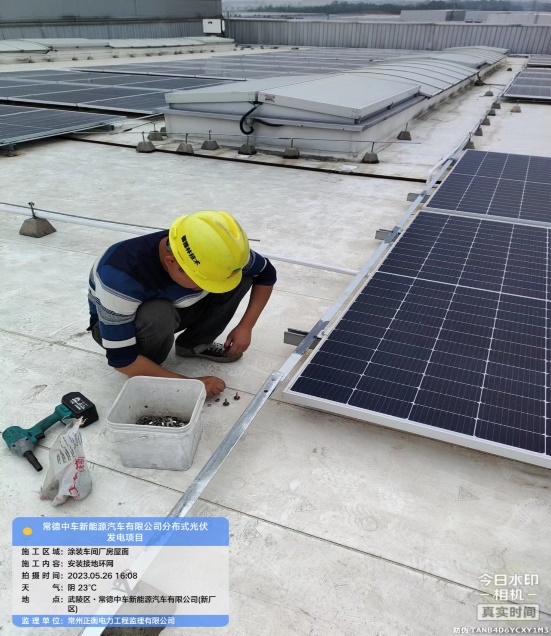 常德中车新能源汽车有限公司分布式光伏
发电项目
施工区域：涂装车间厂房屋面
施工内容：安装接地环网
拍摄时间：2023.05.26 16:08
天 气：阴 23℃
地 点：武陵区·常德中车新能源汽车有限公司(新厂
区)
监理单位：常州正衡电力工程监理有限公司
今日水印
相机
真实时间
防伪 TANB4D6YCXY1M3